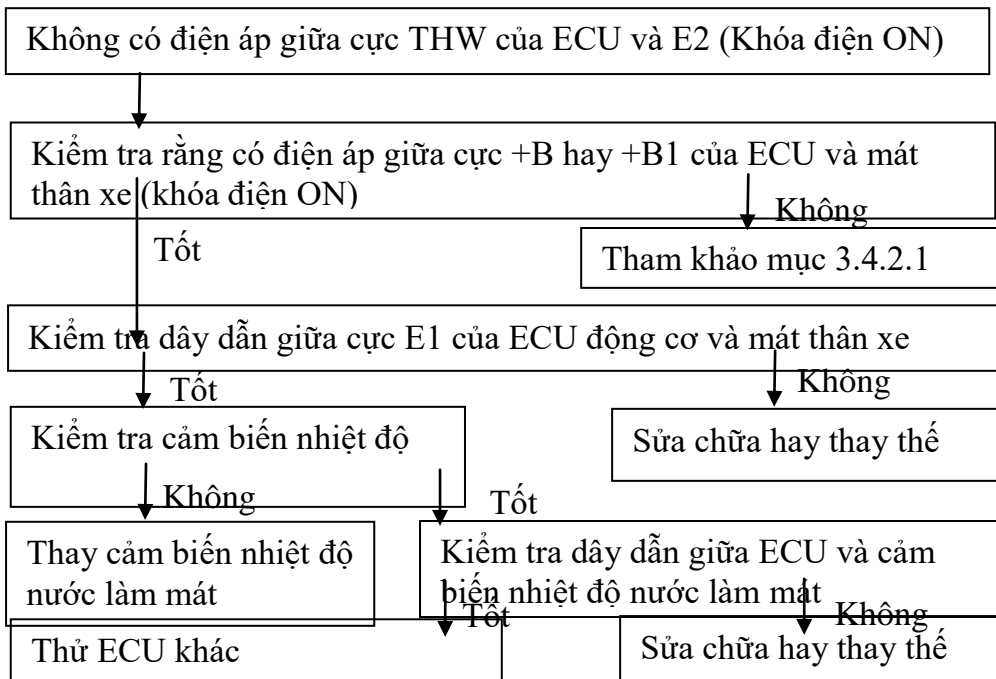 Không có điện áp giữa cực THW của ECU và E2 (Khóa điện ON)
Kiểm tra rằng có điện áp giữa cực +B hay +B1 của ECU và mát
thân xe (khóa điện ON)
Không
Tốt
Tham khảo mục 3.4.2.1
Kiểm tra dây dẫn giữa cực E1 của ECU động cơ và mát thân xe
Tốt
Không
Kiểm tra cảm biến nhiệt độ
Sửa chữa hay thay thế
Không
Tốt
Thay cảm biến nhiệt độ
nước làm mát
Kiểm tra dây dẫn giữa ECU và cảm
biến nhiệt độ nước làm mát
Tốt
Không
Thử ECU khác
Sửa chữa hay thay thế